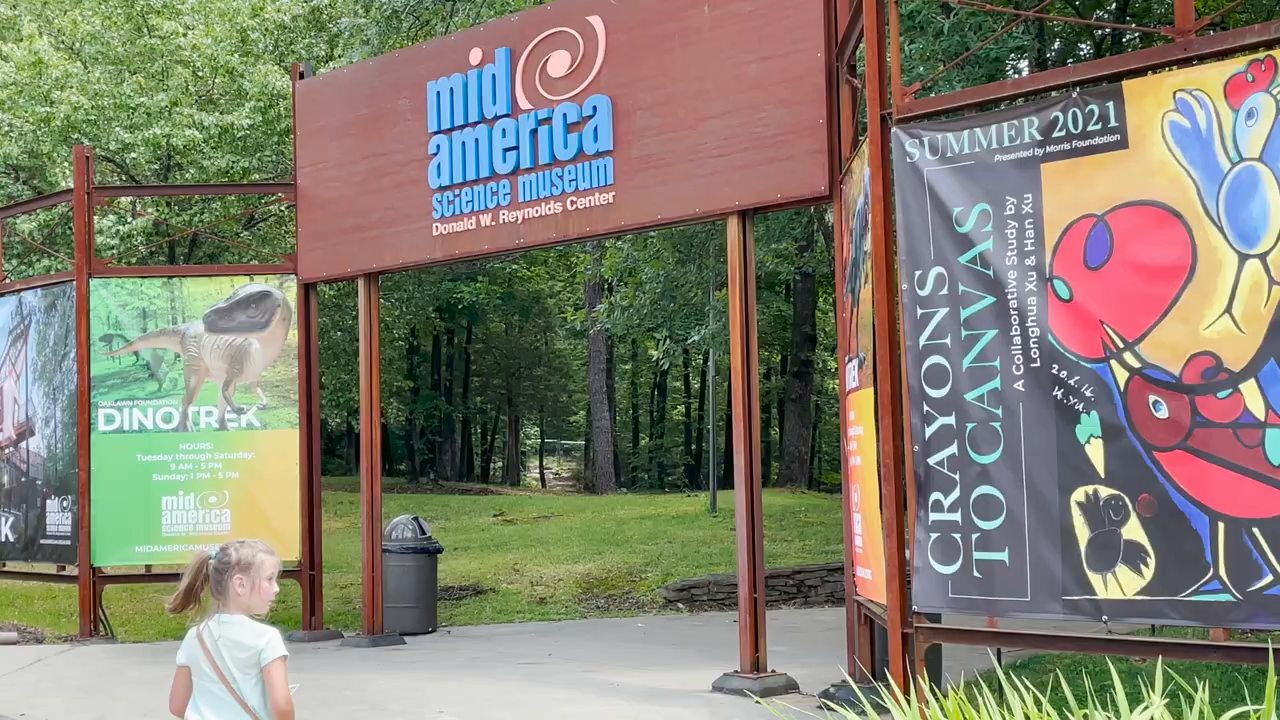 mid
america
science museum
Donald W. Reynolds Center
OAKLAWN FOUNDATION
DINOTREK
HOURS:
Tuesday through Saturday:
9 AM - 5 PM
Sunday: 1 PM - 5 PM
mid
america
science museum
MIDAMERICAMUSE
SUMMER 2021
Presented by Morris Foundation
CRAYONS
TO CANVAS
A Collaborative Study by
Longhua Xu & Han Xu